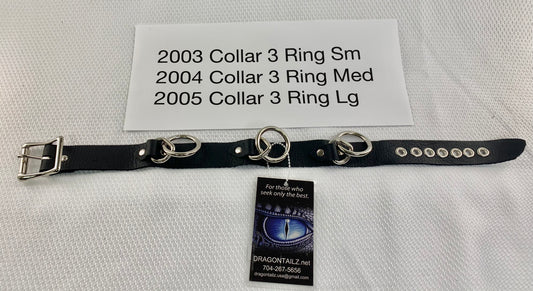 2003 Collar 3 Ring Sm
2004 Collar 3 Ring Med
2005 Collar 3 Ring Lg
For those who
seek only the best.
DRAGONTAILZ.net
704-267-5656
dragontailz.usa@gmail.com